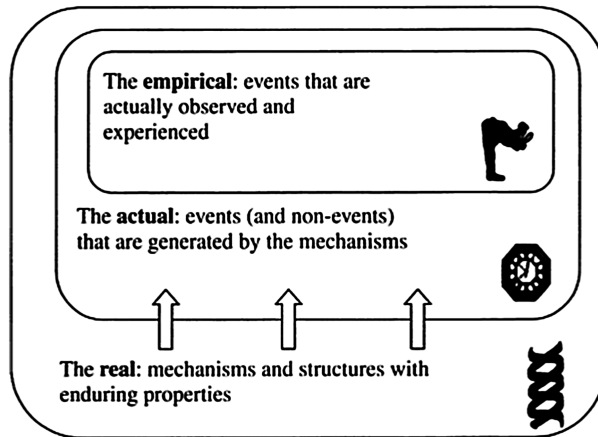 The empirical: events that are
actually observed and
experienced
The actual: events (and non-events)
that are generated by the mechanisms
The real: mechanisms and structures with
enduring properties